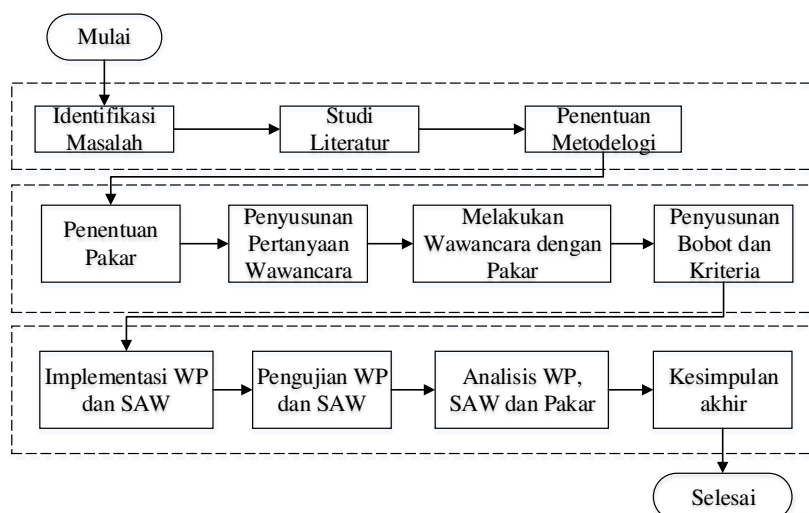 Mulai
Identifikasi
Masalah
Studi
Literatur
Penentuan
Metodelogi
Penentuan
Pakar
Penyusunan
Pertanyaan
Wawancara
Melakukan
Wawancara dengan
Pakar
Penyusunan
Bobot dan
Kriteria
Implementasi WP
dan SAW
Pengujian WP
dan SAW
Analisis WP,
SAW dan Pakar
Kesimpulan
akhir
Selesai